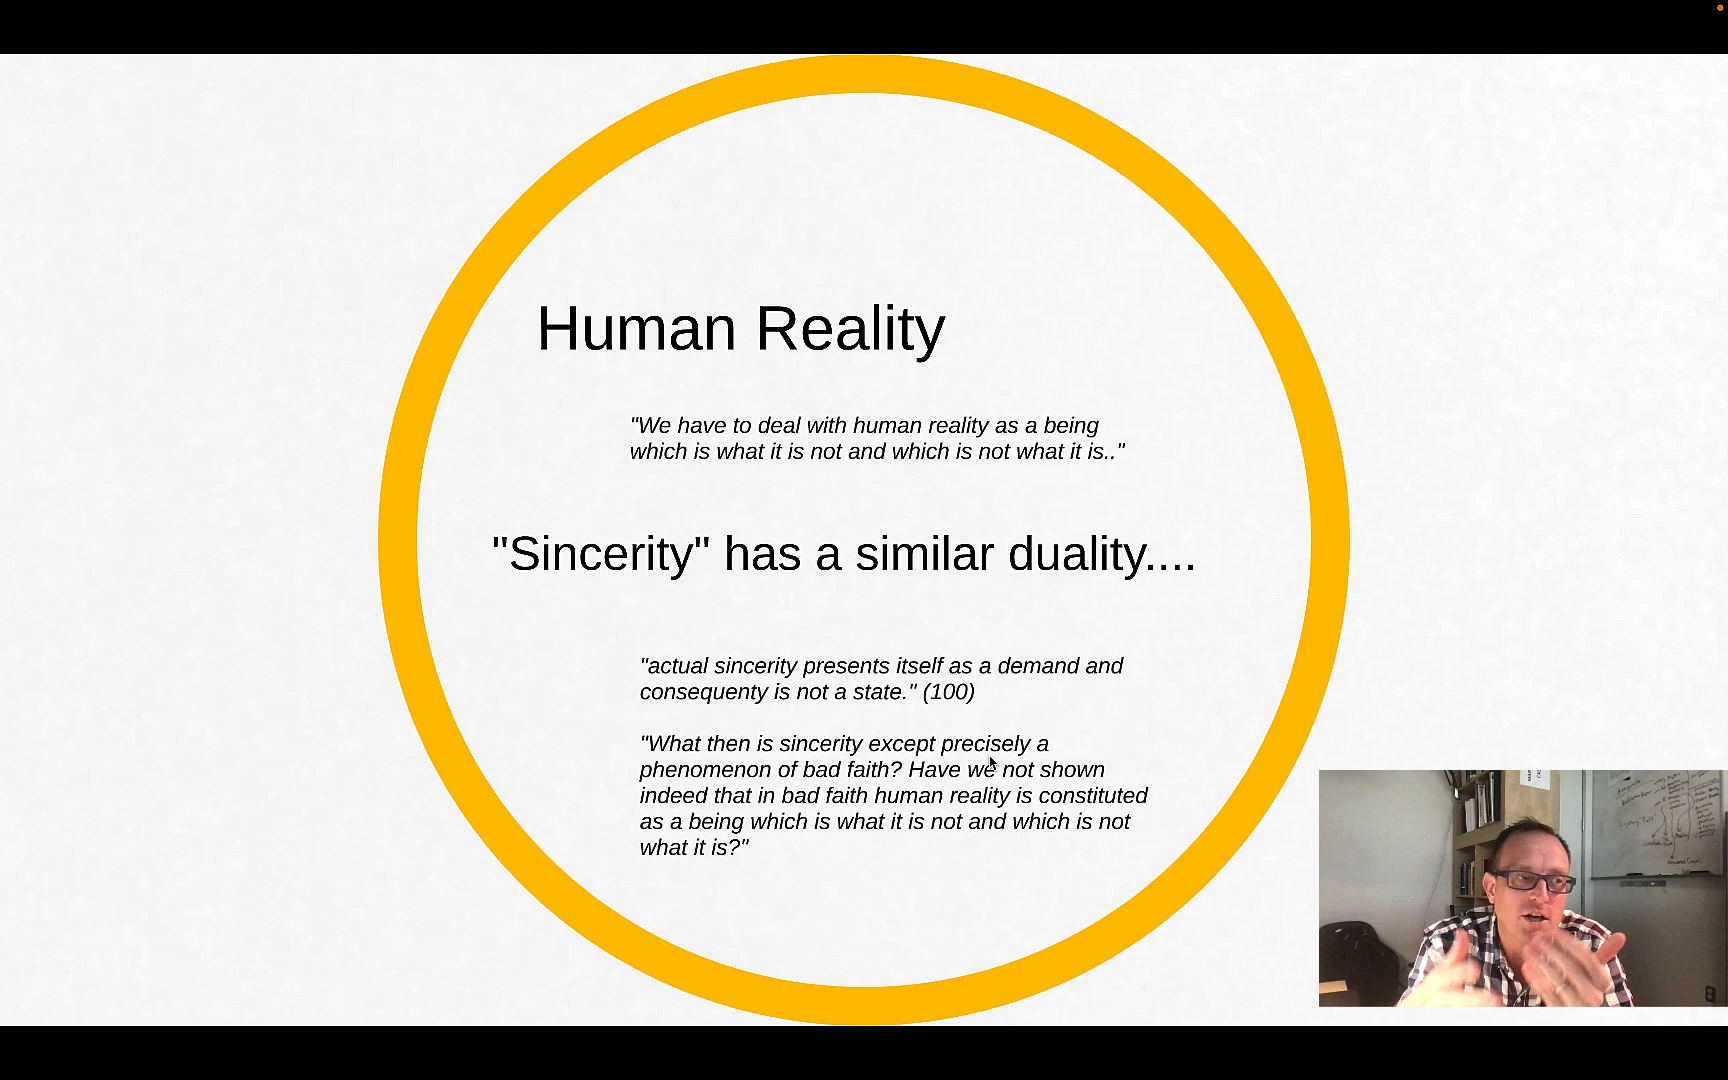 Human Reality
"We have to deal with human reality as a being
which is what it is not and which is not what it is.."
"Sincerity" has a similar duality....
"actual sincerity presents itself as a demand and
consequenty is not a state." (100)
"What then is sincerity except precisely a
phenomenon of bad faith? Have we not shown
indeed that in bad faith human reality is constituted
as a being which is what it is not and which is not
what it is?"